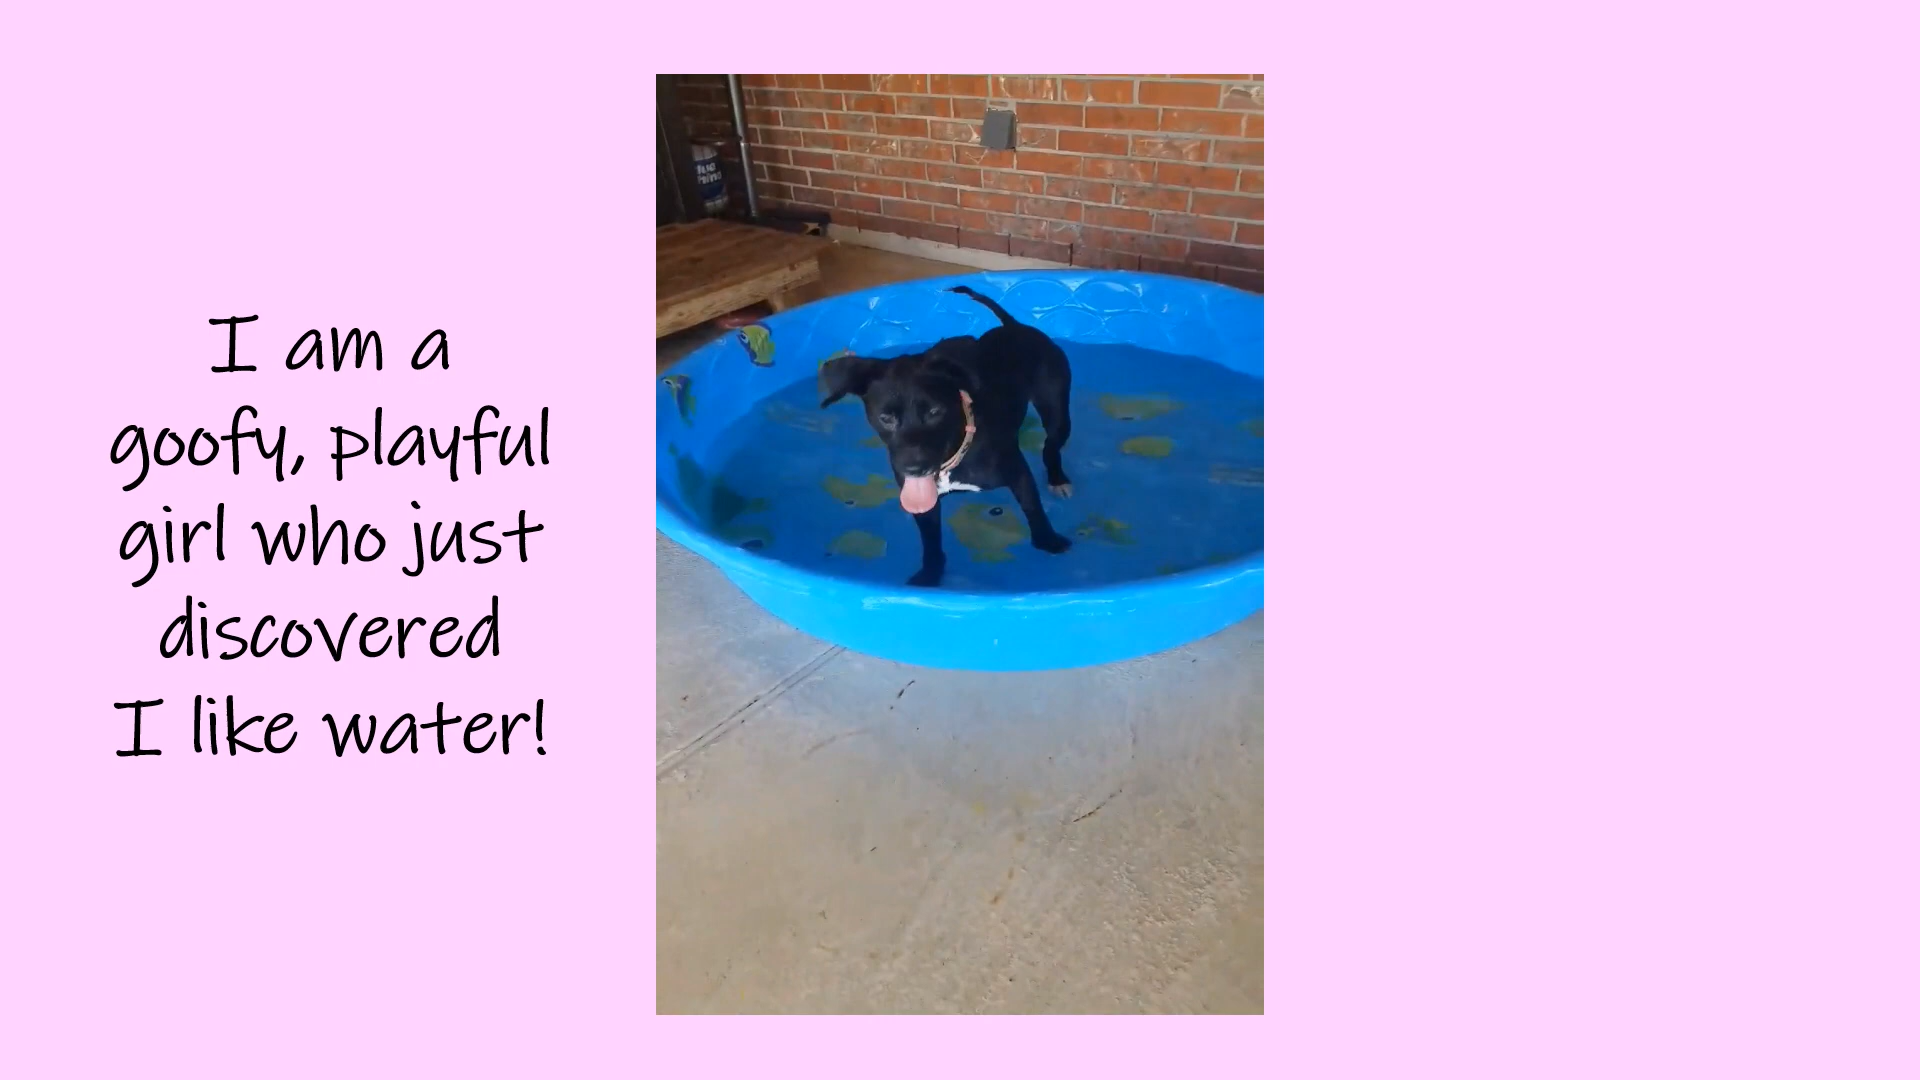 I am a
goofy, playful
girl who just
discovered
I like water!